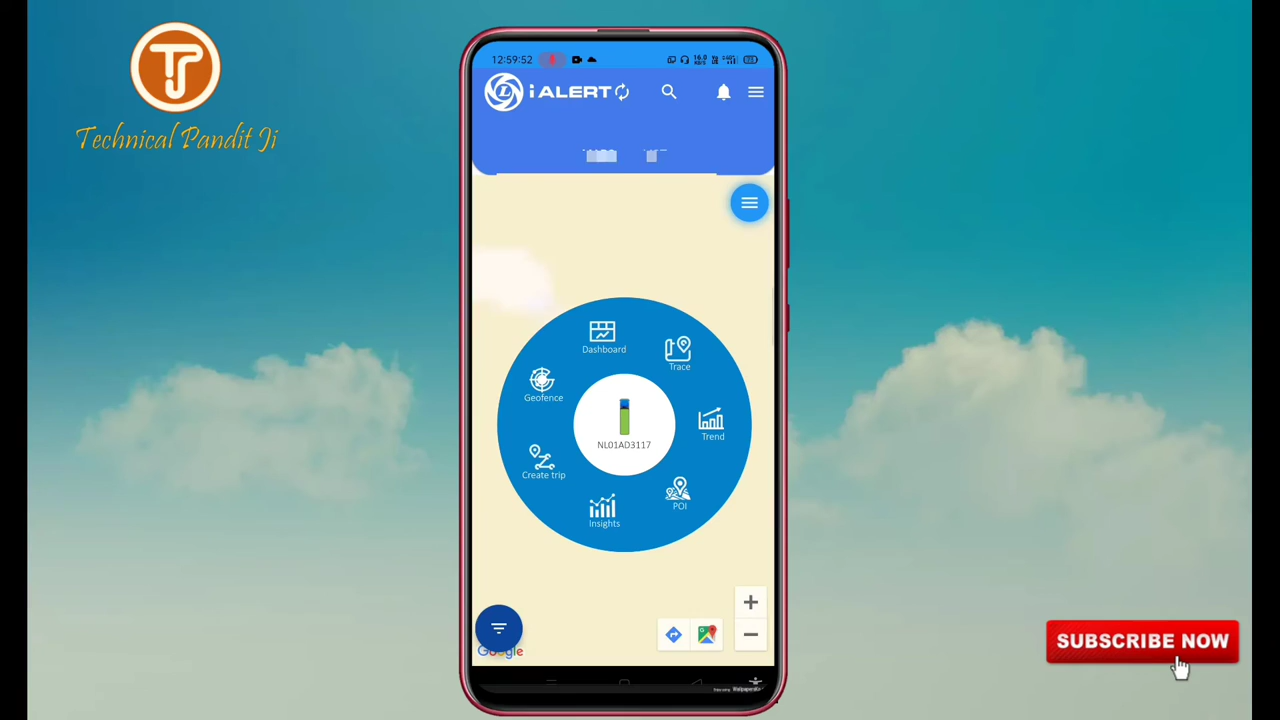 Technical Pandit Ji
12:59:52
i ALERT
Dashboard
Trace
Geofence
NL01AD3117
Trend
Create trip
POI
Insights
+
−
Google
SUBSCRIBE NOW